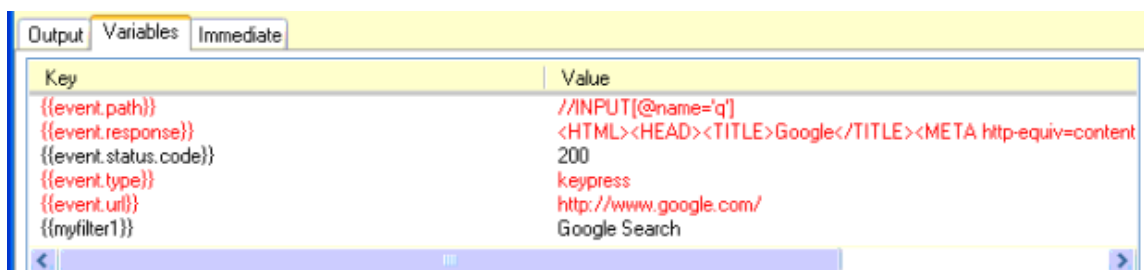 Output Variables Immediate
Key Value
{{event.path}} //INPUT[@name='q']
{{event.response}} <HTML><HEAD><TITLE>Google</TITLE><META http-equiv=content
{{event.status.code}} 200
{{event.type}} keypress
{{event.url}} http://www.google.com/
{{myfilter1}} Google Search